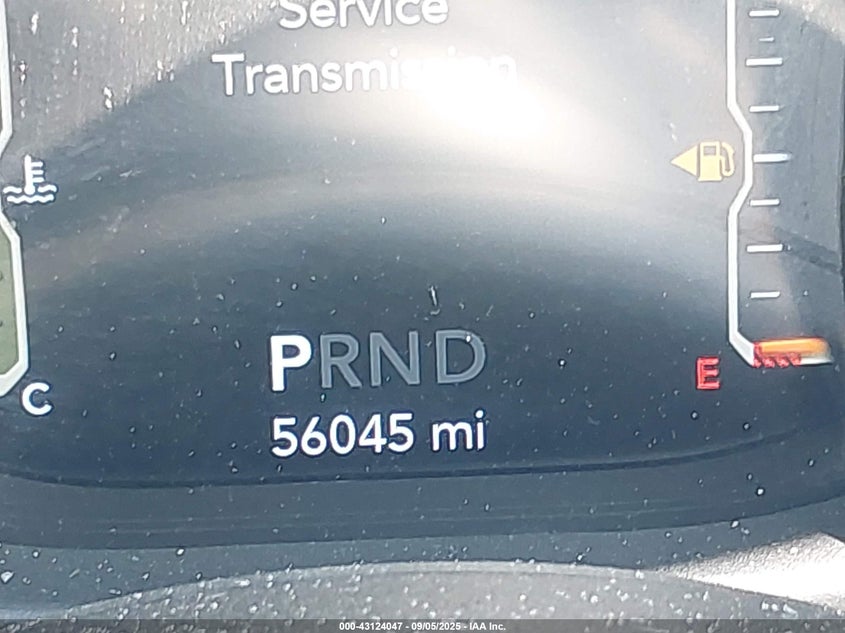 Service
Transmission
E
PRND
C
56045 mi
000-43124047 - 09/05/2025 - IAA Inc.